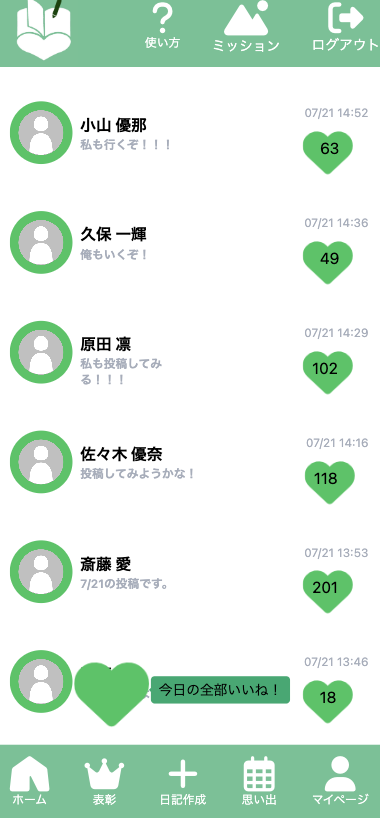 使い方
ミッション
ログアウト
小山 優那
07/21 14:52
私も行くぞ！！！
63
久保 一輝
07/21 14:36
俺もいくぞ！
49
原田 凛
07/21 14:29
私も投稿してみ
る！！！
102
佐々木 優奈
07/21 14:16
投稿してみようかな！
118
斎藤 愛
07/21 13:53
7/21の投稿です。
201
07/21 13:46
今日の全部いいね！
18
ホーム
表彰
日記作成
思い出
マイページ